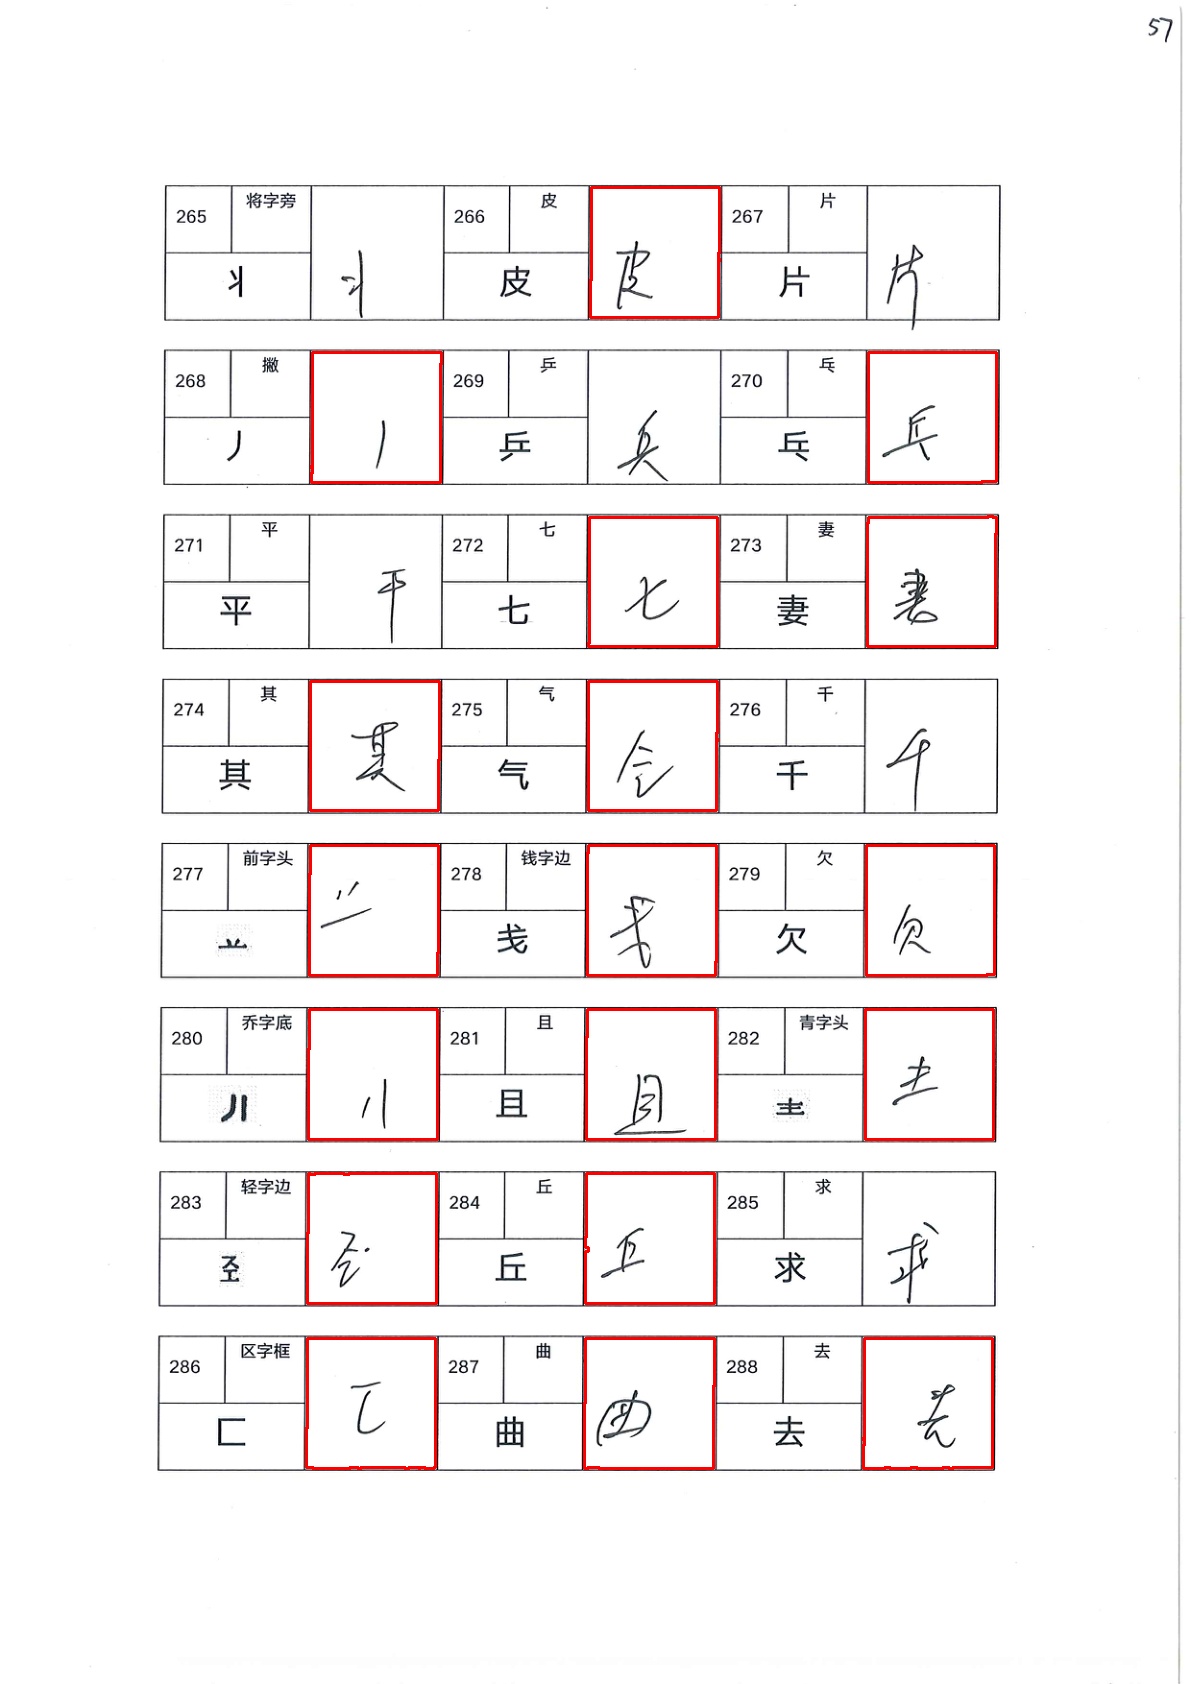 57
265 将字旁 266 皮 267 片
丬 丬 皮 皮 片 片
268 撇 269 乒 270 乓
丿 丿 乒 兵 乓 乓
271 平 272 七 273 妻
平 平 七 七 妻 妻
274 其 275 气 276 千
其 其 气 千 千
277 前字头 278 钱字边 279 欠
䒑 䒑 戋 戋 欠 欠
280 乔字底 281 且 282 青字头
且 且 龶 龶
283 轻字边 284 丘 285 求
𢀖 𢀖 丘 丘 求 求
286 区字框 287 曲 288 去
匚 匚 曲 曲 去 去